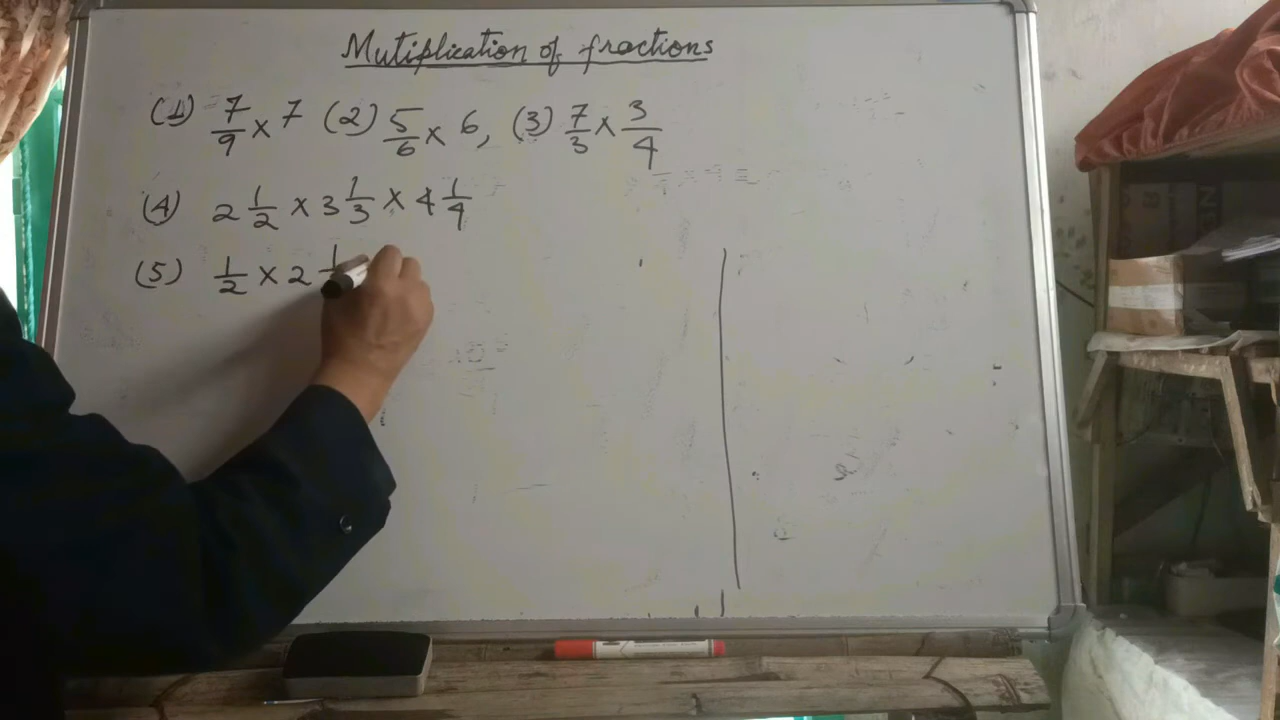 Mutiplication of fractions
(1) 7/9 × 7 (2) 5/6 × 6, (3) 7/3 × 3/4
(4) 2 1/2 × 3 1/3 × 4 1/4
(5) 1/2 × 2 1